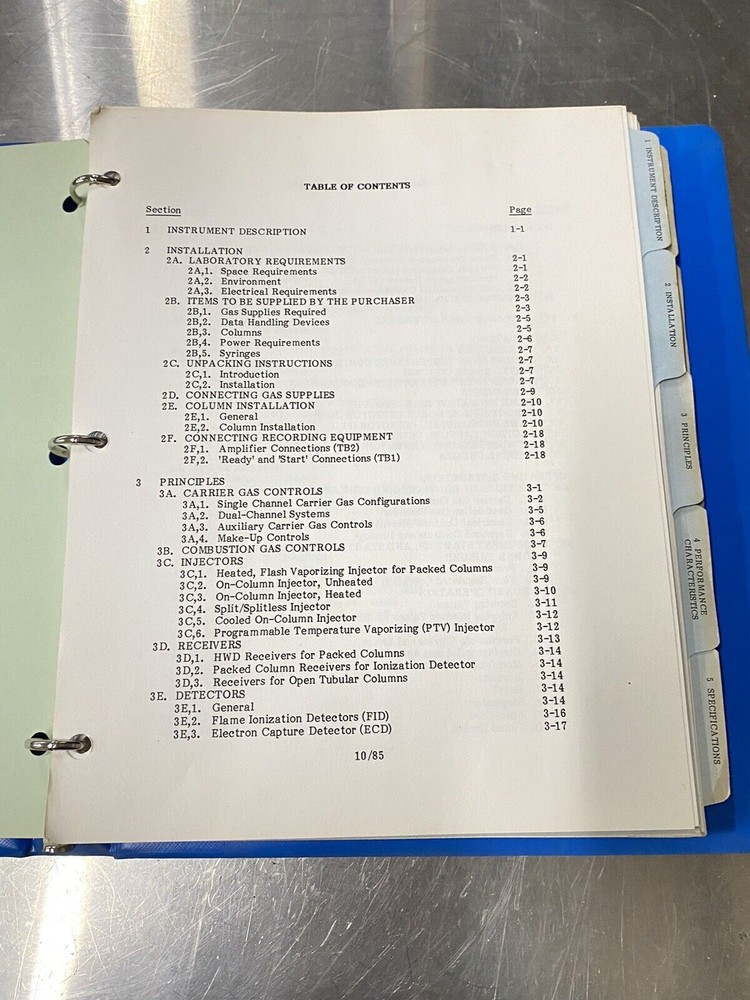 TABLE OF CONTENTS
Section Page
1 INSTRUMENT DESCRIPTION 1-1
2 INSTALLATION
2A. LABORATORY REQUIREMENTS 2-1
2A,1. Space Requirements 2-1
2A,2. Environment 2-2
2A,3. Electrical Requirements 2-2
2B. ITEMS TO BE SUPPLIED BY THE PURCHASER 2-3
2B,1. Gas Supplies Required 2-3
2B,2. Data Handling Devices 2-5
2B,3. Columns 2-5
2B,4. Power Requirements 2-6
2B,5. Syringes 2-7
2C. UNPACKING INSTRUCTIONS 2-7
2C,1. Introduction 2-7
2C,2. Installation 2-7
2D. CONNECTING GAS SUPPLIES 2-9
2E. COLUMN INSTALLATION 2-10
2E,1. General 2-10
2E,2. Column Installation 2-10
2F. CONNECTING RECORDING EQUIPMENT 2-18
2F,1. Amplifier Connections (TB2) 2-18
2F,2. 'Ready' and 'Start' Connections (TB1) 2-18
3 PRINCIPLES
3A. CARRIER GAS CONTROLS 3-1
3A,1. Single Channel Carrier Gas Configurations 3-2
3A,2. Dual-Channel Systems 3-5
3A,3. Auxiliary Carrier Gas Controls 3-6
3A,4. Make-Up Controls 3-6
3B. COMBUSTION GAS CONTROLS 3-7
3C. INJECTORS 3-9
3C,1. Heated, Flash Vaporizing Injector for Packed Columns 3-9
3C,2. On-Column Injector, Unheated 3-9
3C,3. On-Column Injector, Heated 3-10
3C,4. Split/Splitless Injector 3-11
3C,5. Cooled On-Column Injector 3-12
3C,6. Programmable Temperature Vaporizing (PTV) Injector 3-12
3D. RECEIVERS 3-13
3D,1. HWD Receivers for Packed Columns 3-14
3D,2. Packed Column Receivers for Ionization Detector 3-14
3D,3. Receivers for Open Tubular Columns 3-14
3E. DETECTORS 3-14
3E,1. General 3-14
3E,2. Flame Ionization Detectors (FID) 3-16
3E,3. Electron Capture Detector (ECD) 3-17
10/85
1 INSTRUMENT DESCRIPTION
2 INSTALLATION
3 PRINCIPLES
4 PERFORMANCE
CHARACTERISTICS
5 SPECIFICATIONS